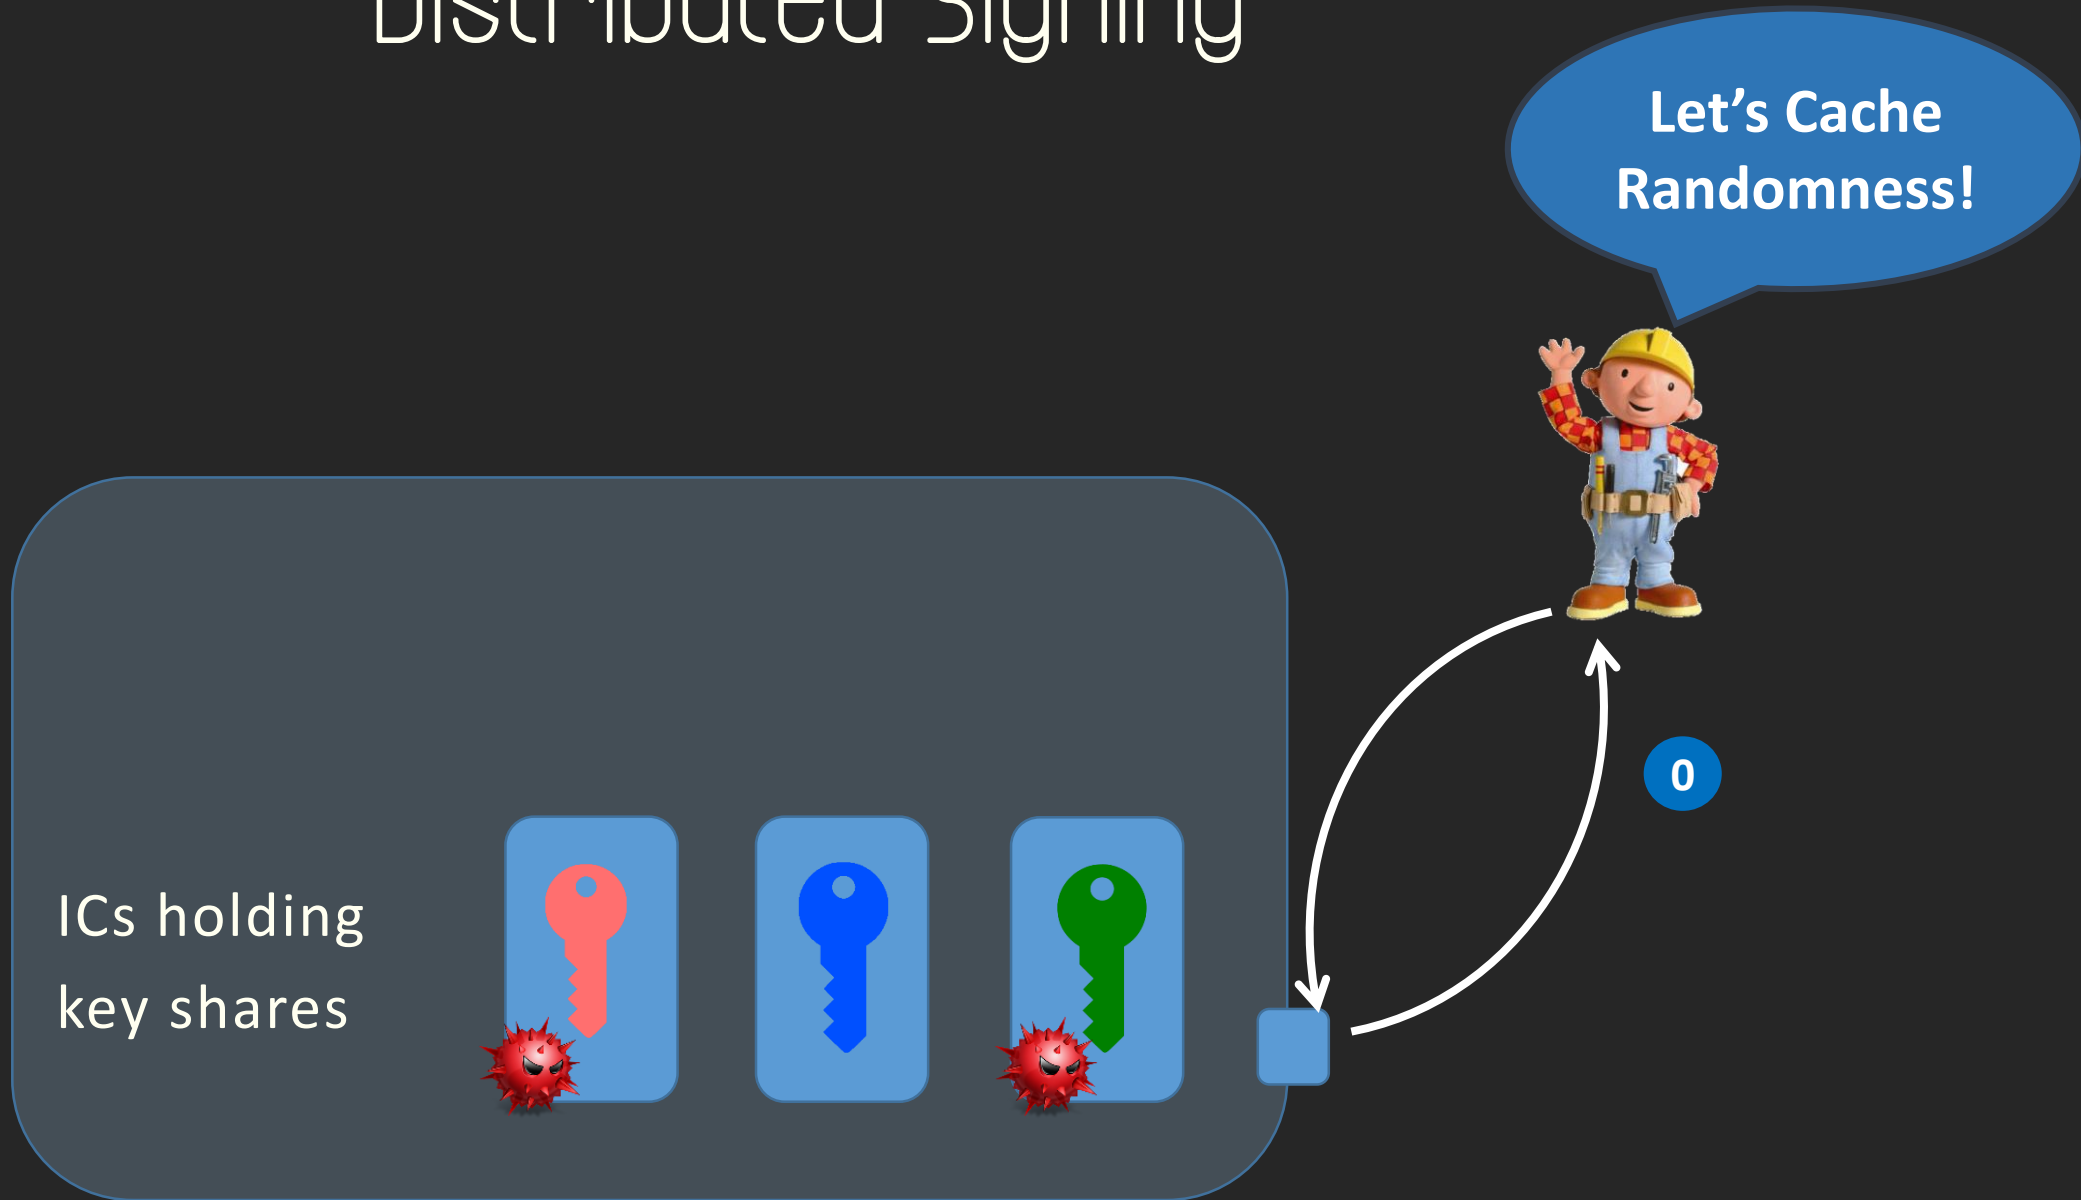 Distributed Signing
Let's Cache
Randomness!
0
ICs holding
key shares